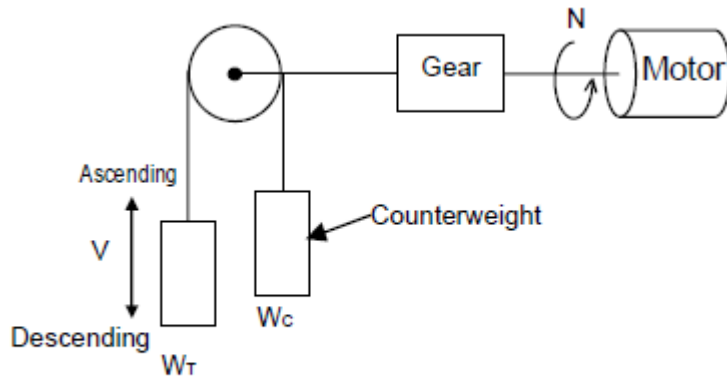 N
Gear
Motor
Ascending
Counterweight
V
Wc
Descending
WT